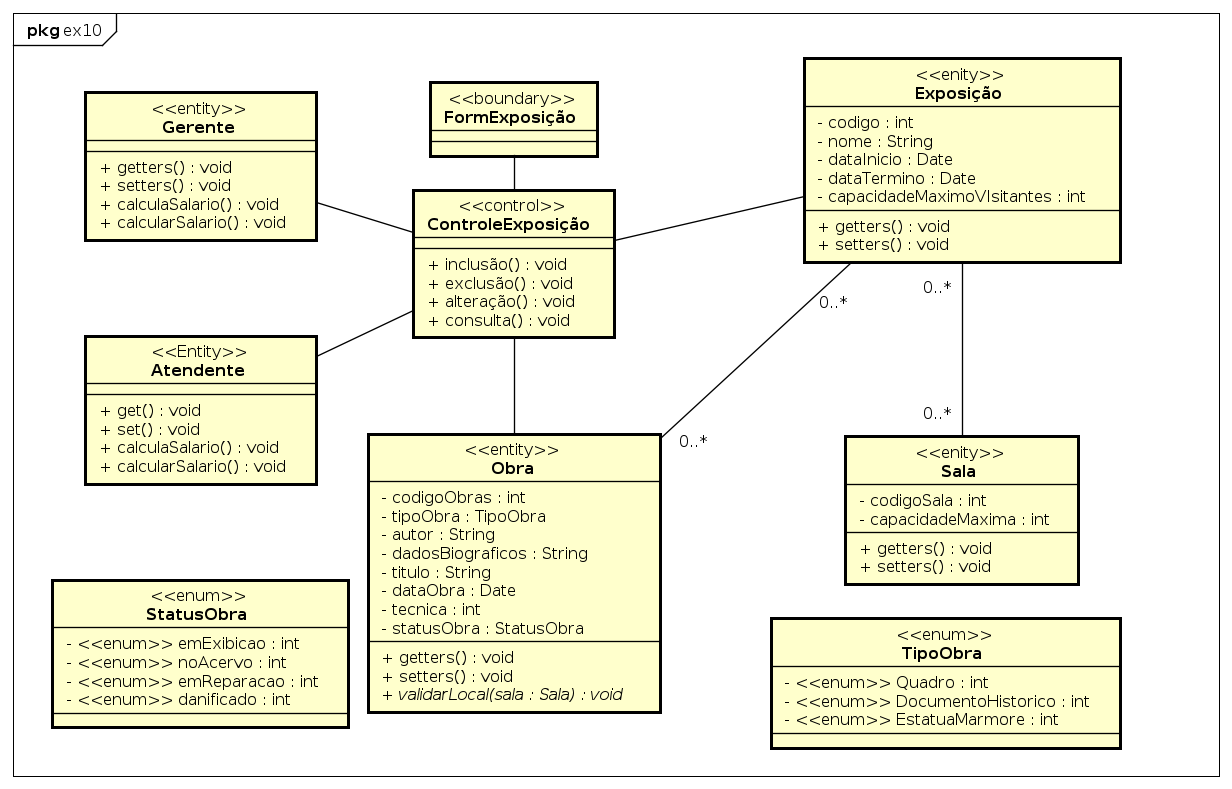 pkg ex10
<<entity>>
Gerente
+ getters() : void
+ setters() : void
+ calculaSalario() : void
+ calcularSalario() : void
<<boundary>>
FormExposição
<<control>>
ControleExposição
+ inclusão() : void
+ exclusão() : void
+ alteração() : void
+ consulta() : void
<<enity>>
Exposição
- codigo : int
- nome : String
- dataInicio : Date
- dataTermino : Date
- capacidadeMaximoVIsitantes : int
+ getters() : void
+ setters() : void
0..*
0..*
0..*
0..*
<<Entity>>
Atendente
+ get() : void
+ set() : void
+ calculaSalario() : void
+ calcularSalario() : void
<<entity>>
Obra
- codigoObras : int
- tipoObra : TipoObra
- autor : String
- dadosBiograficos : String
- titulo : String
- dataObra : Date
- tecnica : int
- statusObra : StatusObra
+ getters() : void
+ setters() : void
+ validarLocal(sala : Sala) : void
<<enity>>
Sala
- codigoSala : int
- capacidadeMaxima : int
+ getters() : void
+ setters() : void
<<enum>>
StatusObra
- <<enum>> emExibicao : int
- <<enum>> noAcervo : int
- <<enum>> emReparacao : int
- <<enum>> danificado : int
<<enum>>
TipoObra
- <<enum>> Quadro : int
- <<enum>> DocumentoHistorico : int
- <<enum>> EstatuaMarmore : int